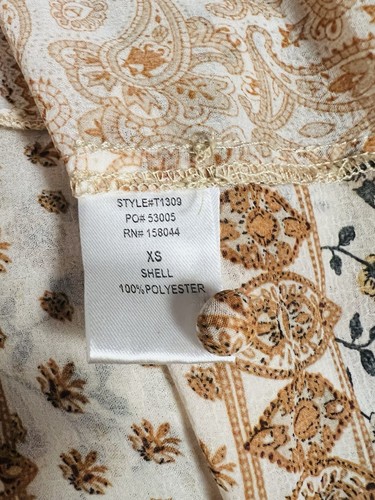 STYLE#T1309
PO# 53005
RN# 158044
XS
SHELL
100%POLYESTER